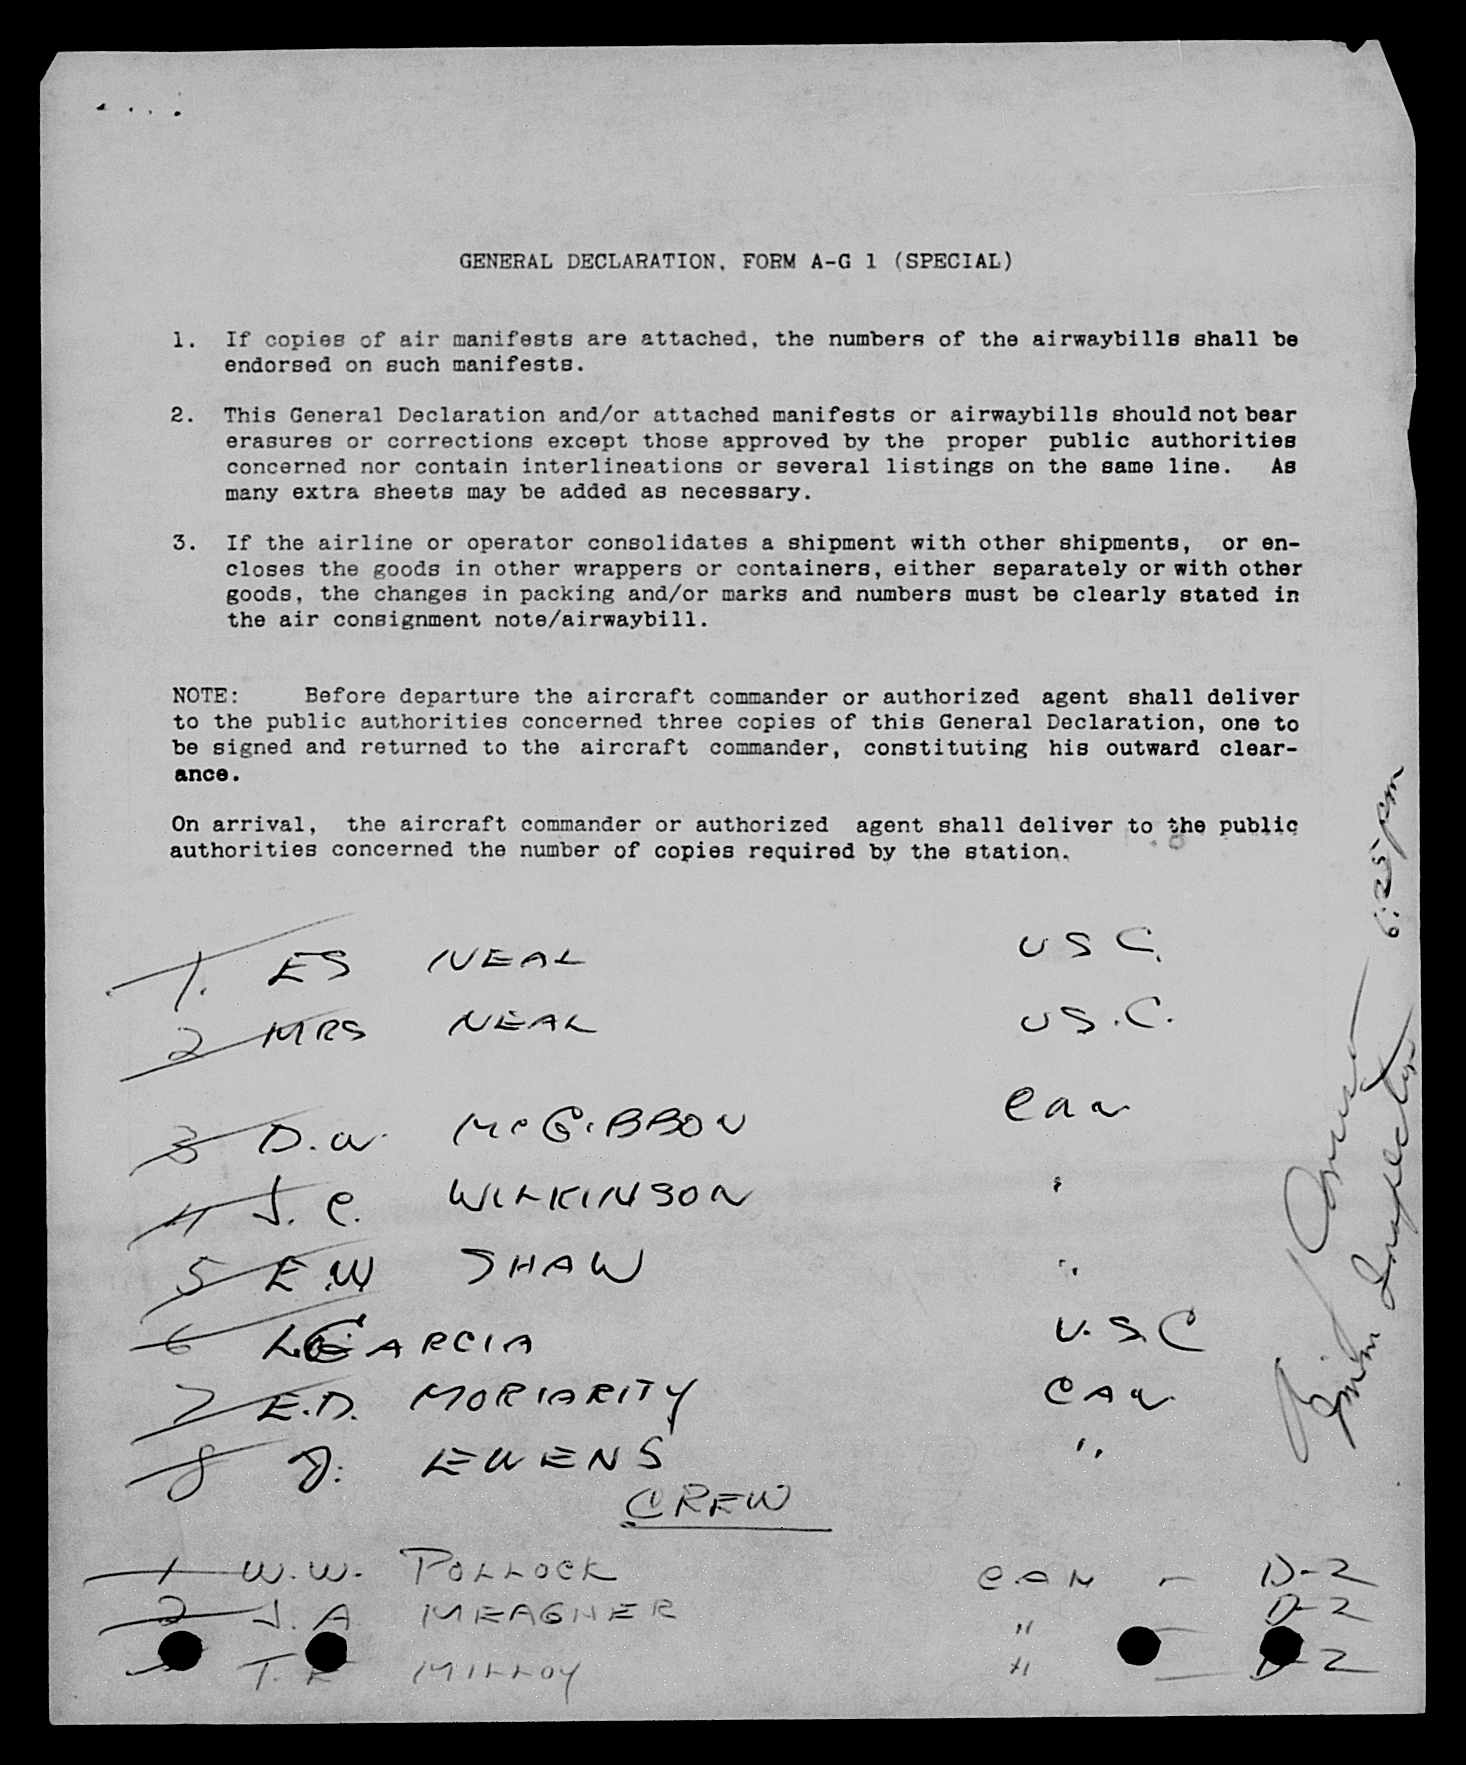 GENERAL DECLARATION, FORM A-G 1 (SPECIAL)
1. If copies of air manifests are attached, the numbers of the airwaybills shall be
endorsed on such manifests.
2. This General Declaration and/or attached manifests or airwaybills should not bear
erasures or corrections except those approved by the proper public authorities
concerned nor contain interlineations or several listings on the same line. As
many extra sheets may be added as necessary.
3. If the airline or operator consolidates a shipment with other shipments, or en-
closes the goods in other wrappers or containers, either separately or with other
goods, the changes in packing and/or marks and numbers must be clearly stated in
the air consignment note/airwaybill.
NOTE: Before departure the aircraft commander or authorized agent shall deliver
to the public authorities concerned three copies of this General Declaration, one to
be signed and returned to the aircraft commander, constituting his outward clear-
ance.
On arrival, the aircraft commander or authorized agent shall deliver to the public
authorities concerned the number of copies required by the station.
1. ES NEAL USC.
2 MRS NEAL US.C.
3 D.W. McGIBBON Can
4 J. C. WILKINSON "
5 E.W SHAW "
6 L GARCIA U.S.C
7 E.D. MORIARITY CAN
8 J. EWENS "
CREW
1 W.W. POLLOCK CAN - D-2
2 J.A MEAGHER " D-2
T. MILLOY " - D-2
6:25 pm
Immn Inspector